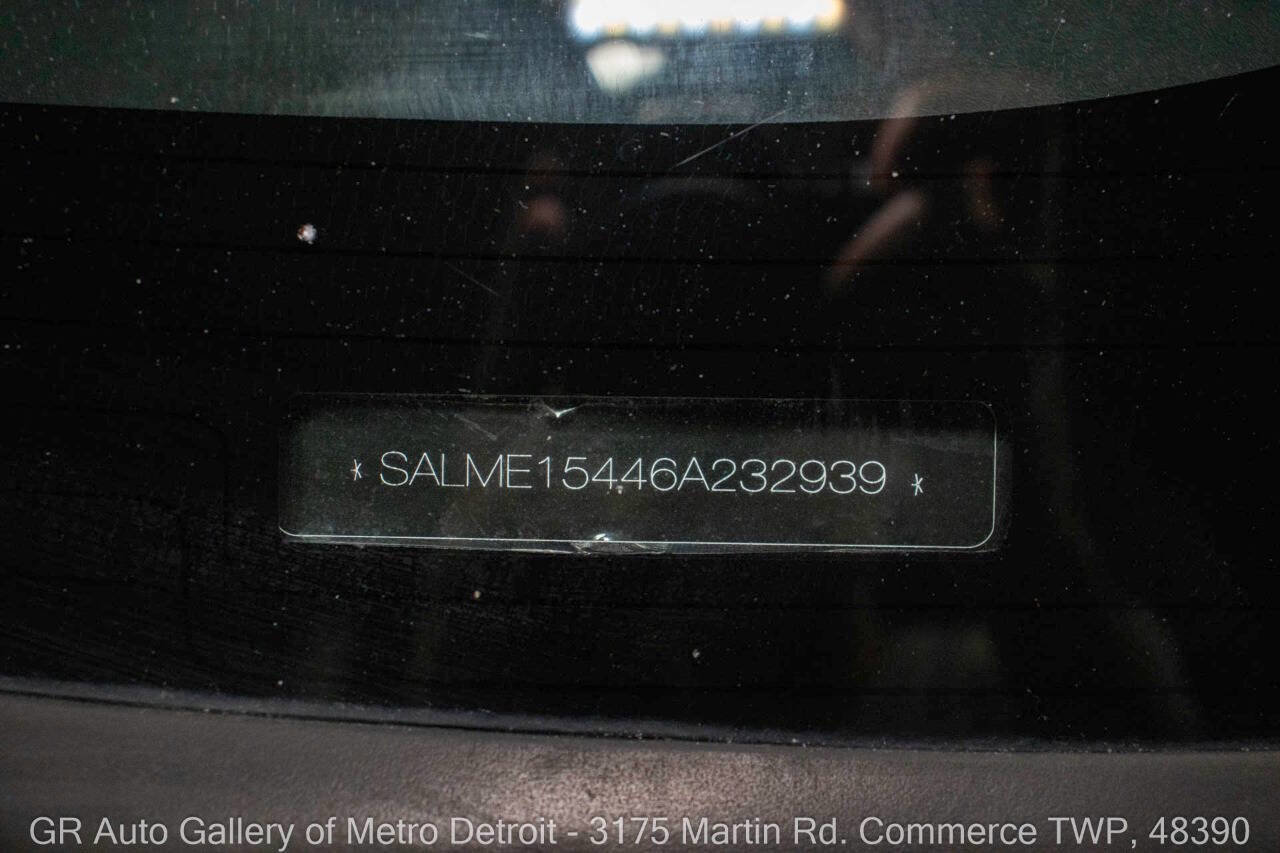 * SALME15446A232939 *
GR Auto Gallery of Metro Detroit - 3175 Martin Rd. Commerce TWP, 48390